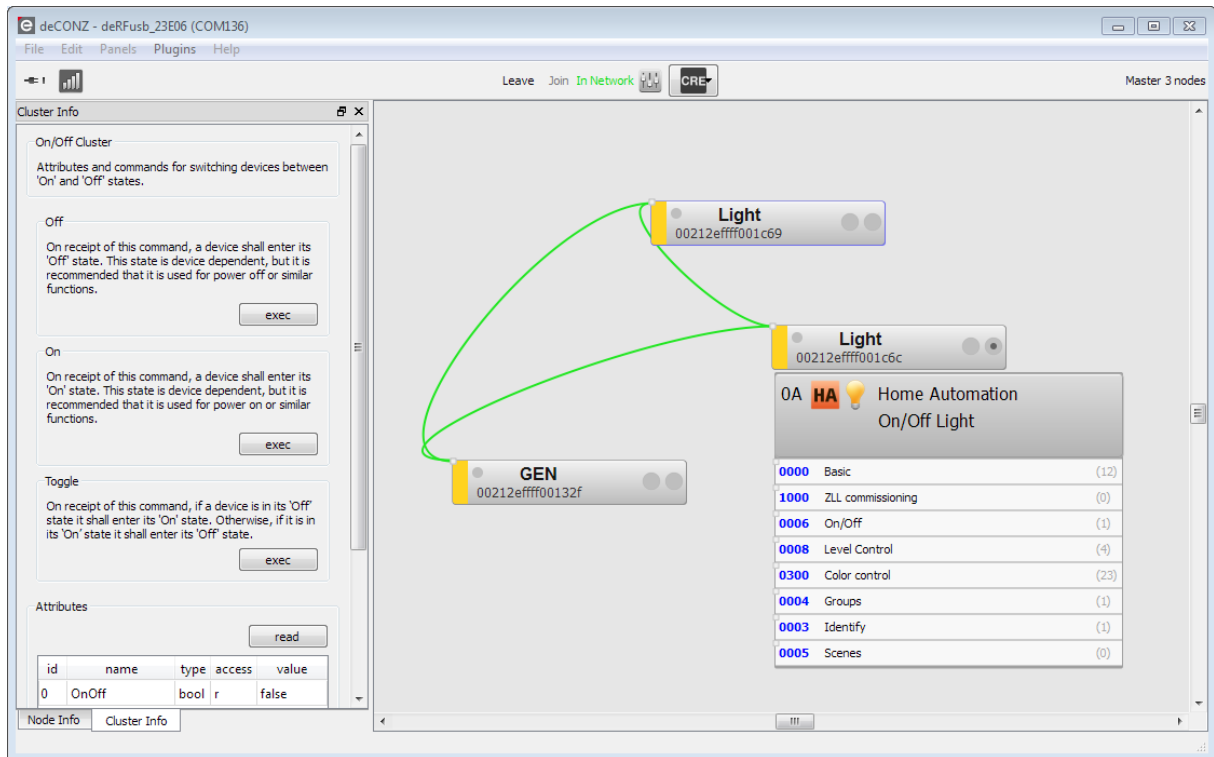 deCONZ - deRFusb_23E06 (COM136)
File Edit Panels Plugins Help
Leave Join In Network CRE Master 3 nodes
Cluster Info
On/Off Cluster
Attributes and commands for switching devices between
'On' and 'Off' states.
Off
On receipt of this command, a device shall enter its
'Off' state. This state is device dependent, but it is
recommended that it is used for power off or similar
functions.
exec
On
On receipt of this command, a device shall enter its
'On' state. This state is device dependent, but it is
recommended that it is used for power on or similar
functions.
exec
Toggle
On receipt of this command, if a device is in its 'Off'
state it shall enter its 'On' state. Otherwise, if it is in
its 'On' state it shall enter its 'Off' state.
exec
Attributes
read
id name type access value
0 OnOff bool r false
Node Info Cluster Info
Light
00212effff001c69
Light
00212effff001c6c
0A HA Home Automation
On/Off Light
0000 Basic (12)
1000 ZLL commissioning (0)
0006 On/Off (1)
0008 Level Control (4)
0300 Color control (23)
0004 Groups (1)
0003 Identify (1)
0005 Scenes (0)
GEN
00212effff00132f